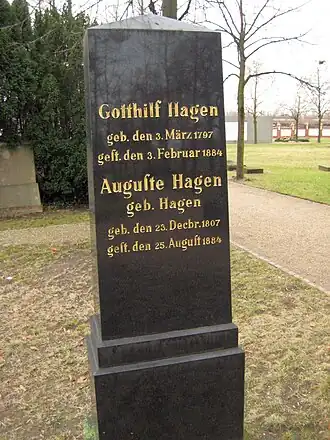 Gotthilf Hagen
geb. den 3. März 1797
gest. den 3. Februar 1884
Auguste Hagen
geb. Hagen
geb. den 23. Decbr. 1807
gest. den 25. August 1884